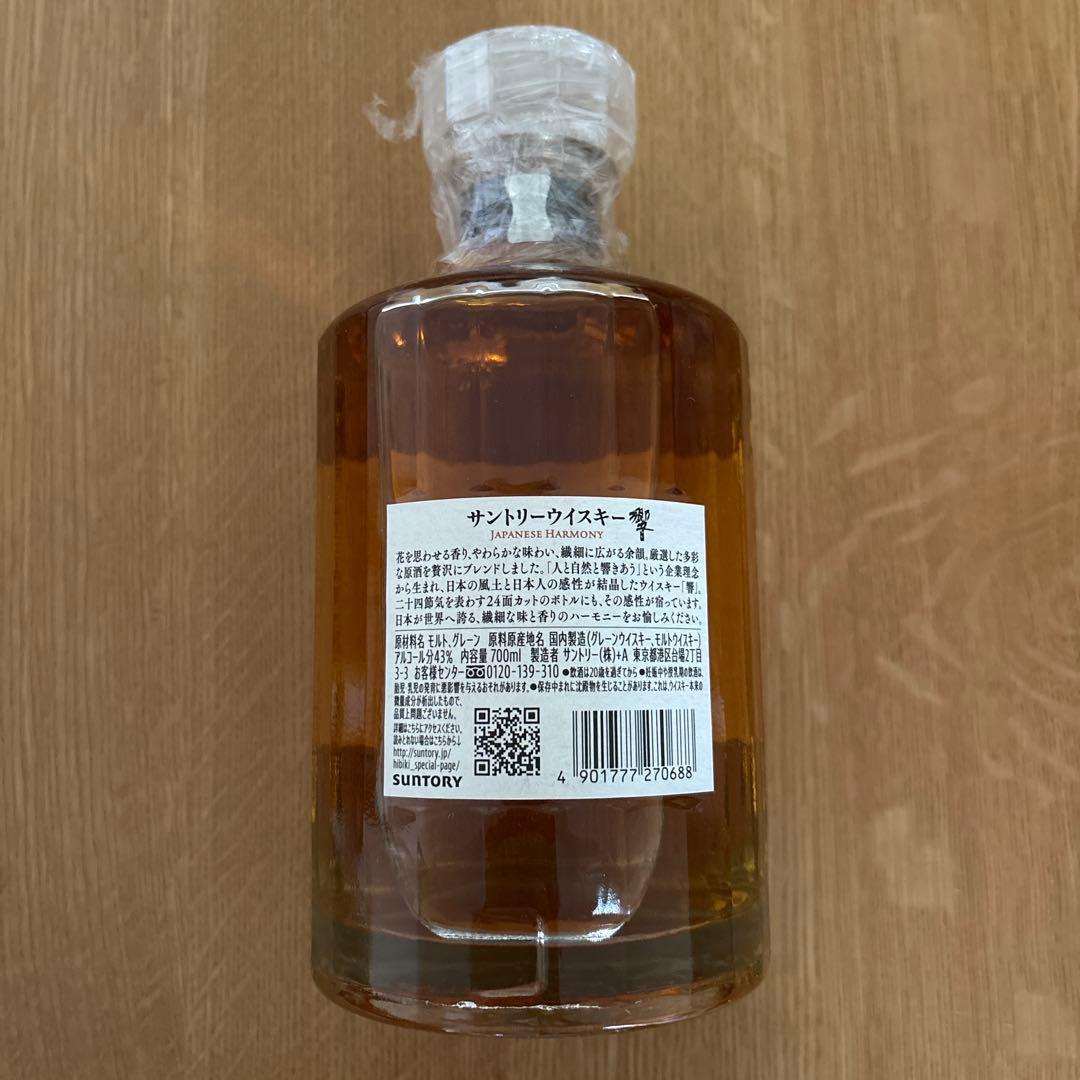 サントリーウイスキー 響
JAPANESE HARMONY
花を思わせる香り、やわらかな味わい、繊細に広がる余韻。厳選した多彩
な原酒を贅沢にブレンドしました。「人と自然と響きあう」という企業理念
から生まれ、日本の風土と日本人の感性が結晶したウイスキー「響」。
二十四節気を表わす24面カットのボトルにも、その感性が宿っています。
日本が世界へ誇る、繊細な味と香りのハーモニーをお愉しみください。
原材料名 モルト、グレーン 原料原産地名 国内製造(グレーンウイスキー、モルトウイスキー)
アルコール分43% 内容量 700ml 製造者 サントリー(株)+A 東京都港区台場2丁目
3-3 お客様センター 0120-139-310 ●飲酒は20歳を過ぎてから ●妊娠中や授乳期の飲酒は、
胎児・乳児の発育に悪影響を与えるおそれがあります。●保存中まれに沈殿物を生じることがあります。これは、ウイスキー本来の
微量成分が析出したもので、
品質上問題ございません。
詳細はこちらにアクセスください。
読みとれない場合はこちらから↓
http://suntory.jp/
hibiki_special-page/
SUNTORY
4 901777 270688